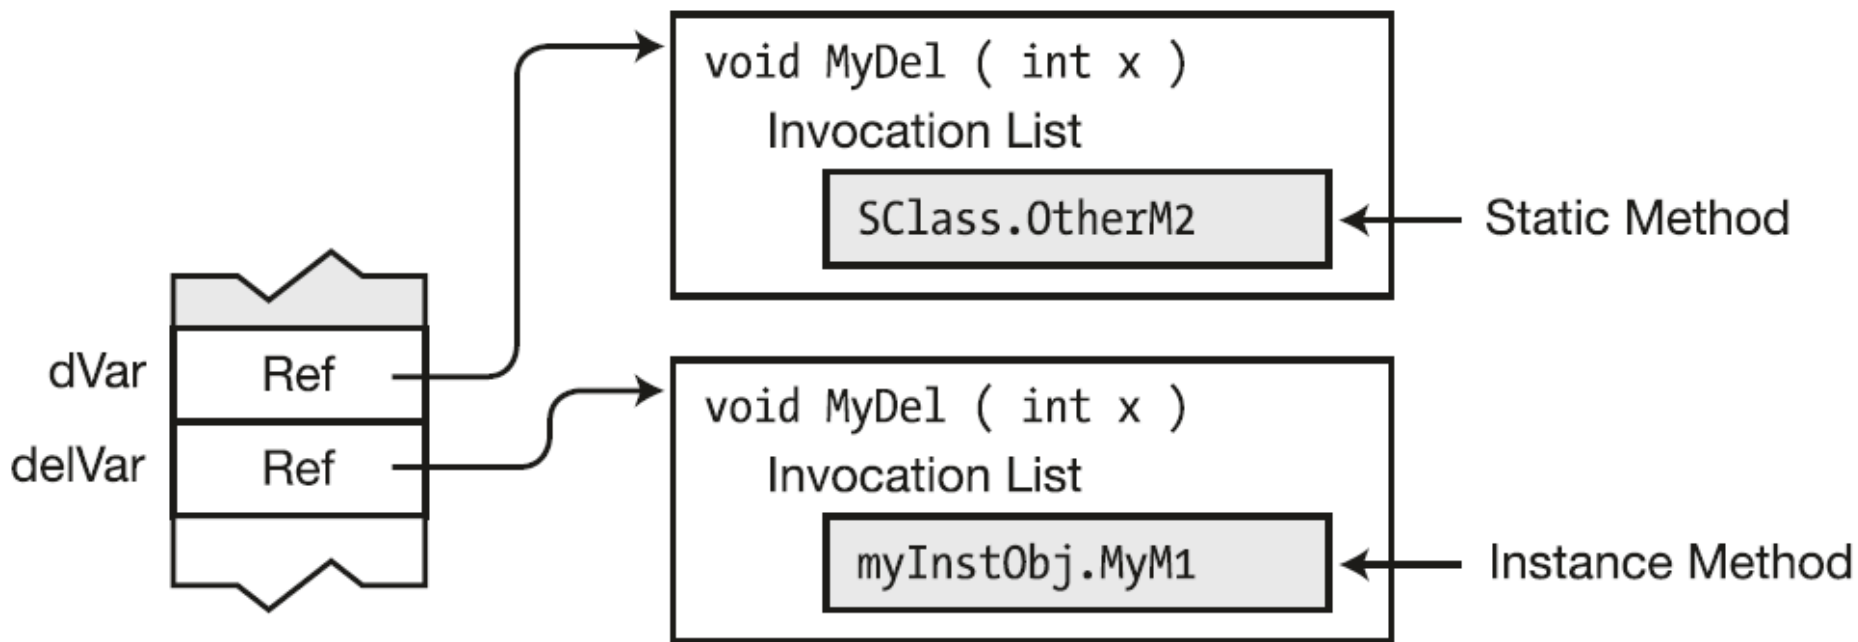 void MyDel ( int x )
Invocation List
SClass.OtherM2
Static Method
dVar
Ref
delVar
Ref
void MyDel ( int x )
Invocation List
myInstObj.MyM1
Instance Method